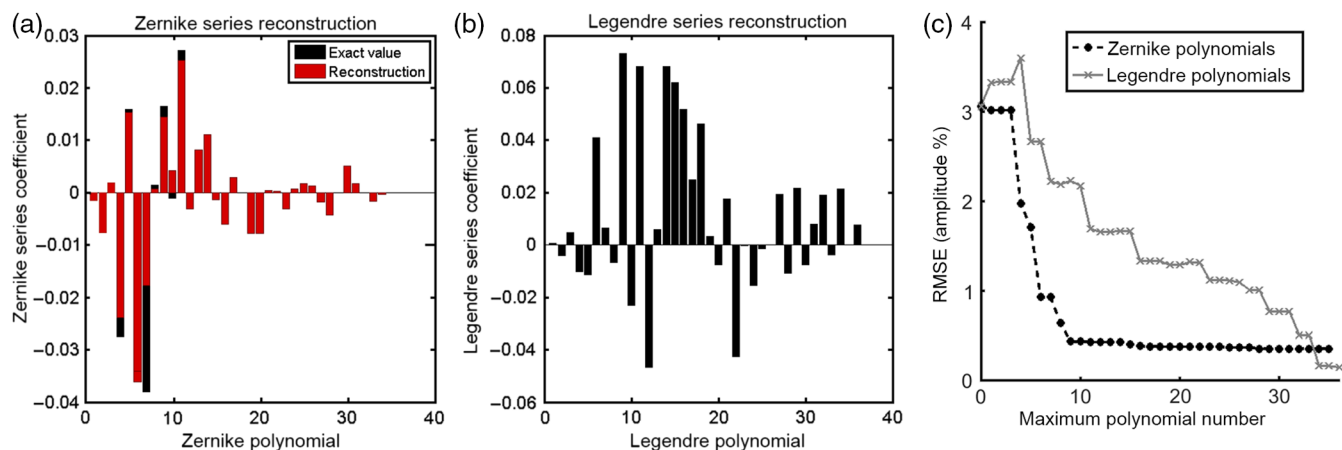 (a)
Zernike series reconstruction
0.03
0.02
0.01
0
−0.01
−0.02
−0.03
−0.04
0
10
20
30
40
Zernike series coefficient
Zernike polynomial
Exact value
Reconstruction
(b)
Legendre series reconstruction
0.08
0.06
0.04
0.02
0
−0.02
−0.04
−0.06
0
10
20
30
40
Legendre series coefficient
Legendre polynomial
(c)
4
3
2
1
0
0
10
20
30
RMSE (amplitude %)
Maximum polynomial number
Zernike polynomials
Legendre polynomials